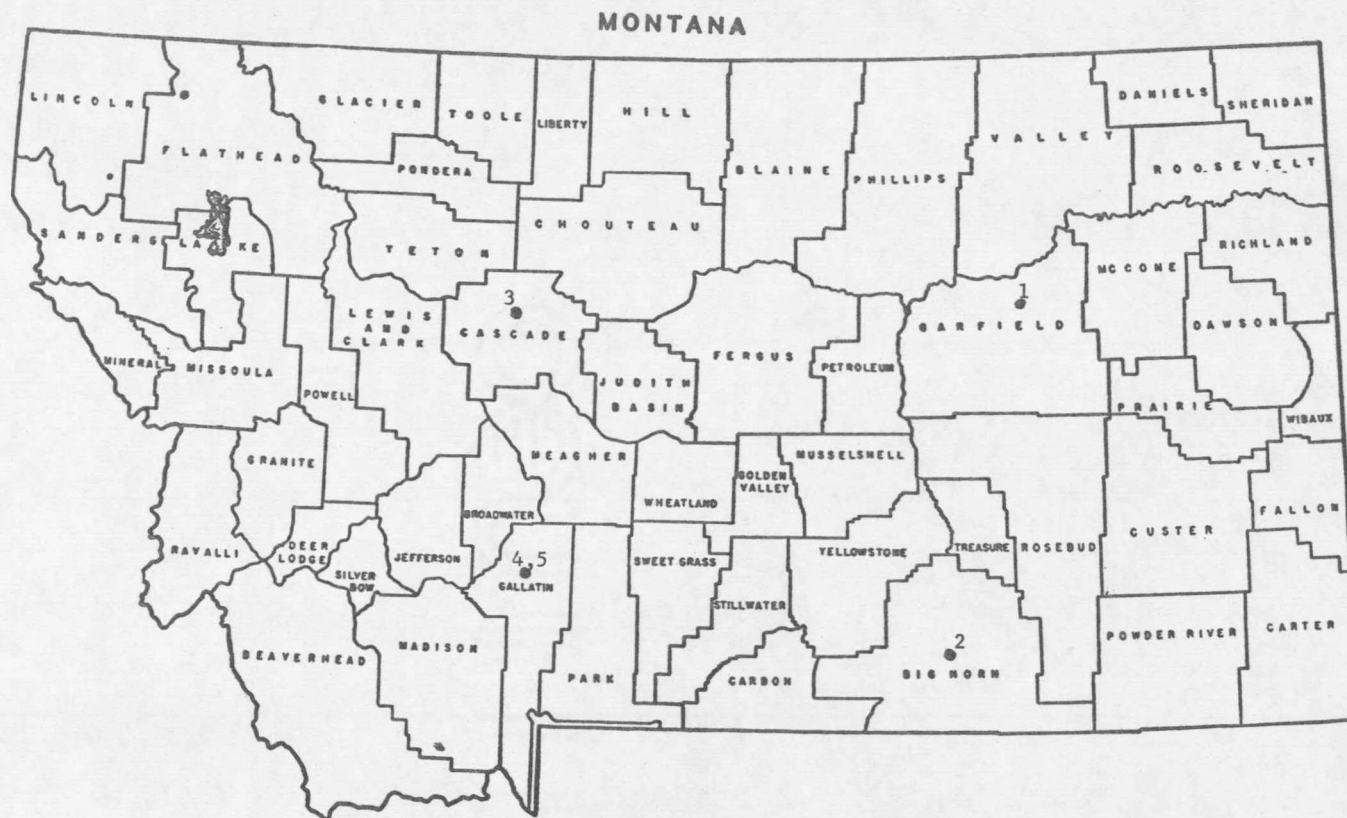 MONTANA
LINCOLN
FLATHEAD
GLACIER
TOOLE
LIBERTY
HILL
BLAINE
PHILLIPS
VALLEY
DANIELS
SHERIDAN
ROOSEVELT
PONDERA
CHOUTEAU
TETON
SANDERS
LAKE
RICHLAND
MCCONE
DAWSON
1
GARFIELD
3
CASCADE
LEWIS
AND
CLARK
FERGUS
PETROLEUM
JUDITH
BASIN
MINERAL
MISSOULA
POWELL
PRAIRIE
WIBAUX
GRANITE
MEAGHER
WHEATLAND
GOLDEN
VALLEY
MUSSELSHELL
BROADWATER
FALLON
CUSTER
RAVALLI
DEER
LODGE
SILVER
BOW
JEFFERSON
4,5
GALLATIN
SWEET GRASS
STILLWATER
YELLOWSTONE
TREASURE
ROSEBUD
BEAVERHEAD
MADISON
PARK
CARBON
2
BIG HORN
POWDER RIVER
CARTER